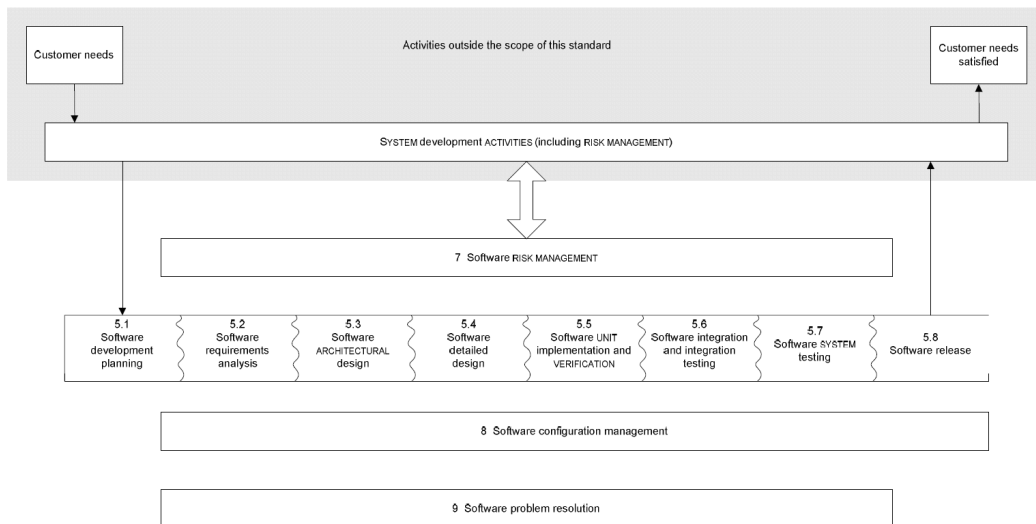 Activities outside the scope of this standard
Customer needs
Customer needs
satisfied
SYSTEM development ACTIVITIES (including RISK MANAGEMENT)
7 Software RISK MANAGEMENT
5.1
Software
development
planning
5.2
Software
requirements
analysis
5.3
Software
ARCHITECTURAL
design
5.4
Software
detailed
design
5.5
Software UNIT
implementation and
VERIFICATION
5.6
Software integration
and integration
testing
5.7
Software SYSTEM
testing
5.8
Software release
8 Software configuration management
9 Software problem resolution